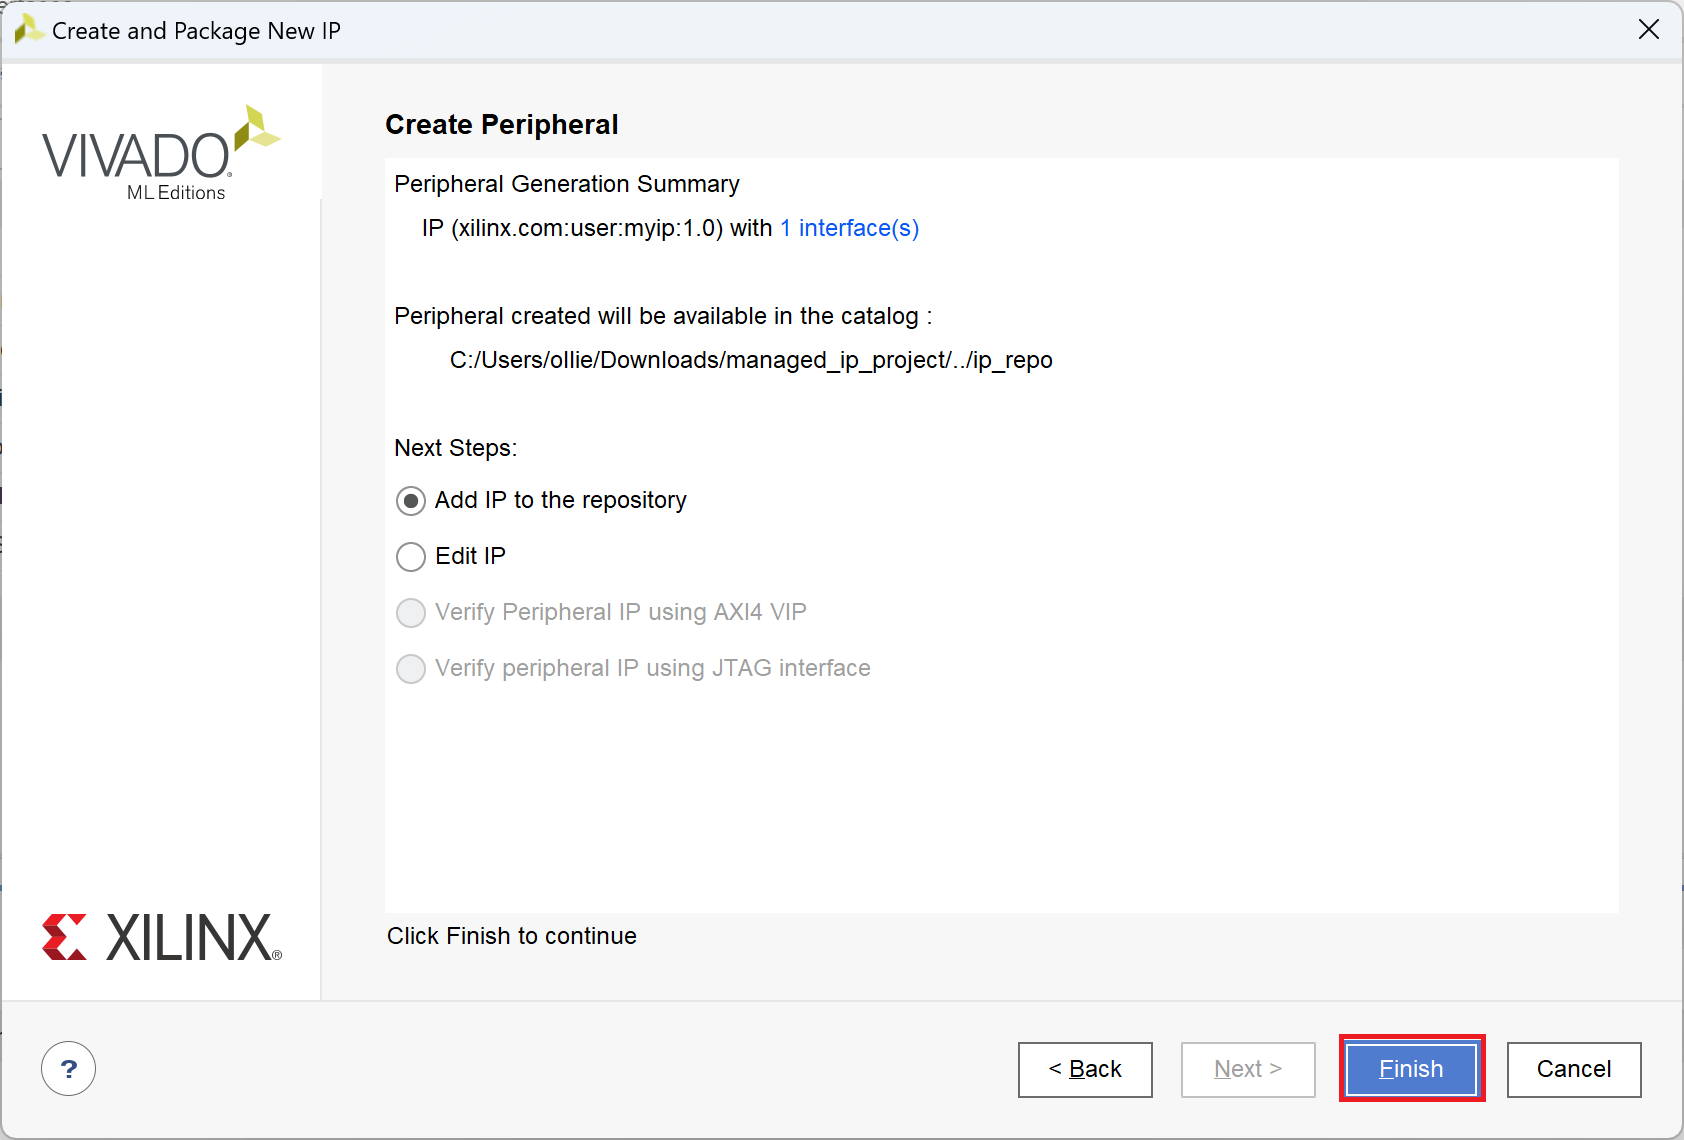 Create and Package New IP
VIVADO®
ML Editions
Create Peripheral
Peripheral Generation Summary
IP (xilinx.com:user:myip:1.0) with 1 interface(s)
Peripheral created will be available in the catalog :
C:/Users/ollie/Downloads/managed_ip_project/../ip_repo
Next Steps:
Add IP to the repository
Edit IP
Verify Peripheral IP using AXI4 VIP
Verify peripheral IP using JTAG interface
XILINX®
Click Finish to continue
?
< Back
Next >
Finish
Cancel